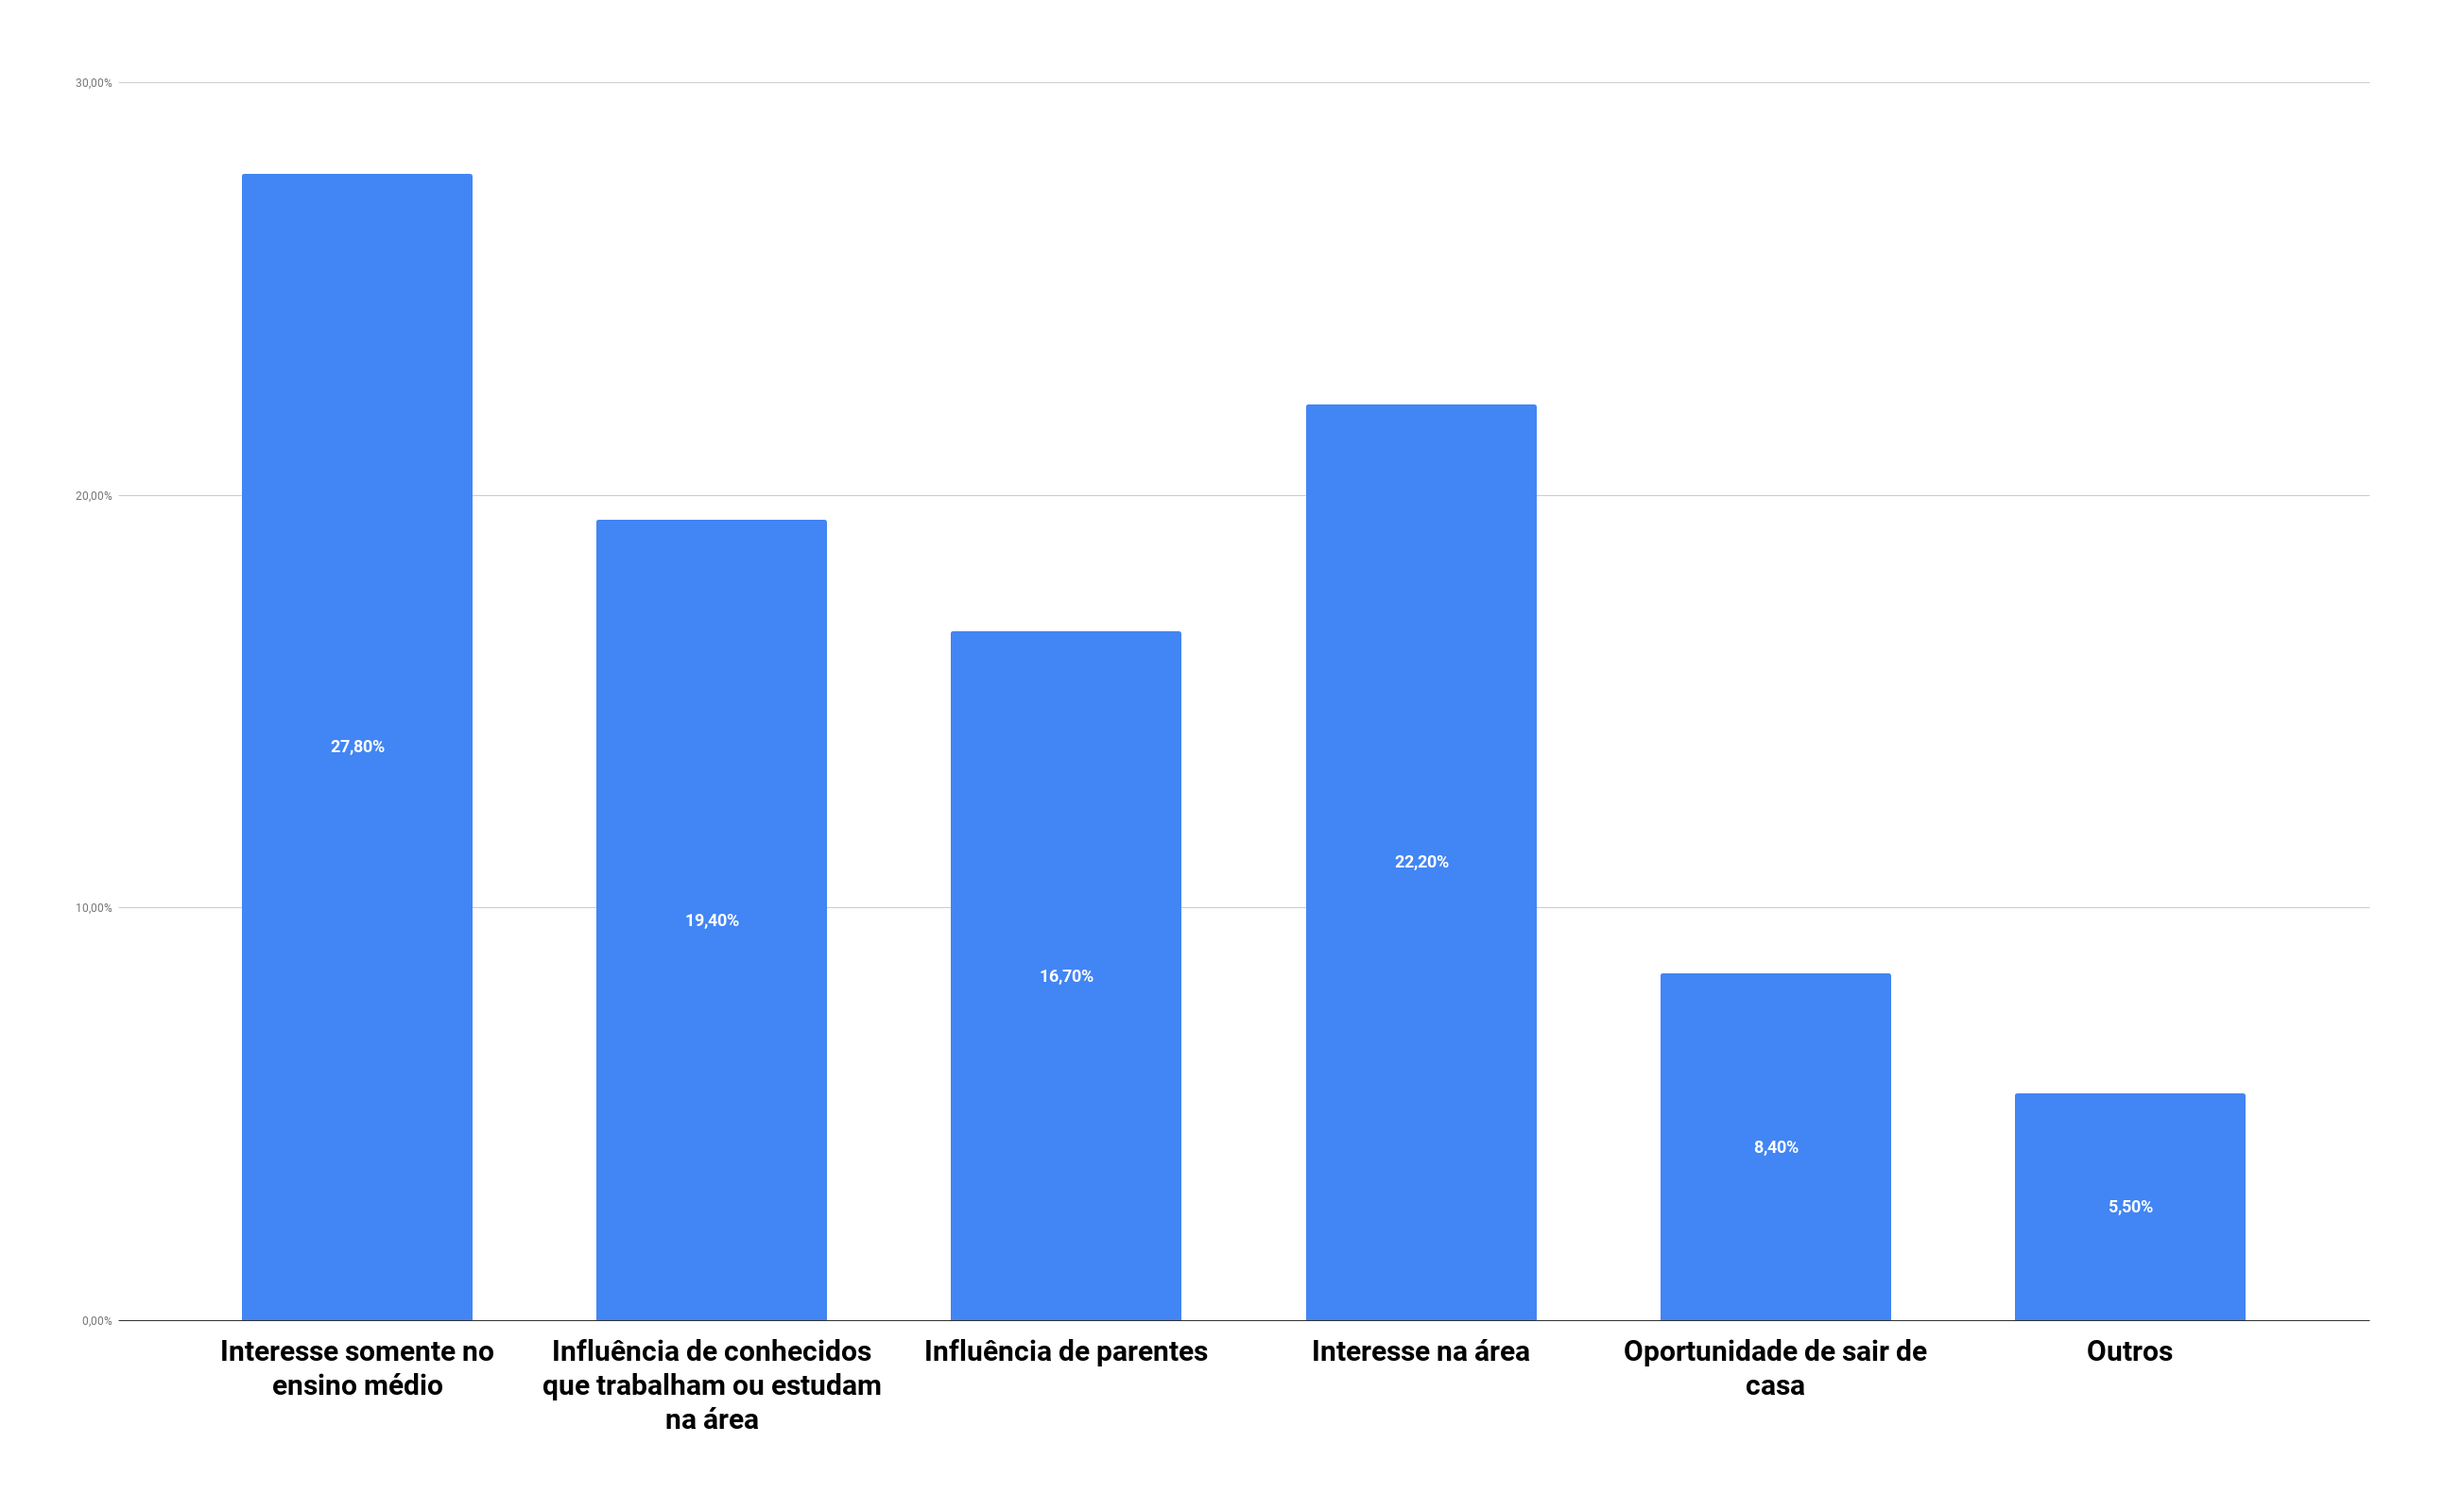 30,00%
20,00%
10,00%
0,00%
27,80%
19,40%
16,70%
22,20%
8,40%
5,50%
Interesse somente no
ensino médio
Influência de conhecidos
que trabalham ou estudam
na área
Influência de parentes
Interesse na área
Oportunidade de sair de
casa
Outros